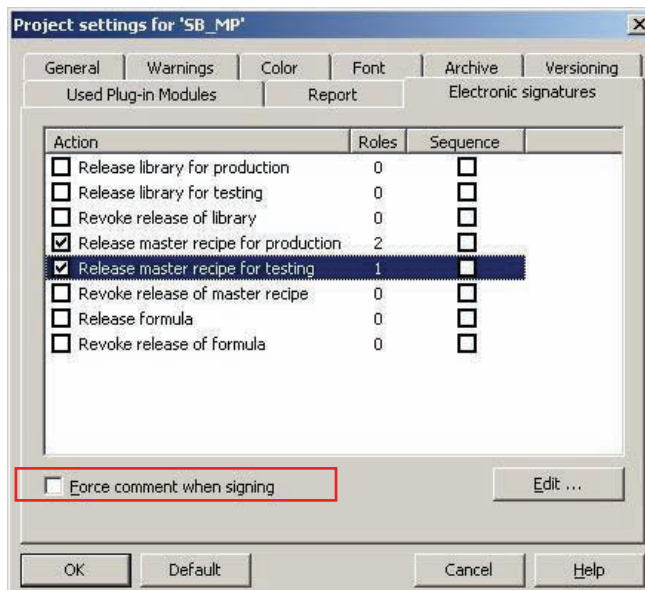 Project settings for 'SB_MP'
General Warnings Color Font Archive Versioning
Used Plug-in Modules Report Electronic signatures
Action Roles Sequence
Release library for production 0
Release library for testing 0
Revoke release of library 0
Release master recipe for production 2
Release master recipe for testing 1
Revoke release of master recipe 0
Release formula 0
Revoke release of formula 0
Force comment when signing Edit ...
OK Default Cancel Help